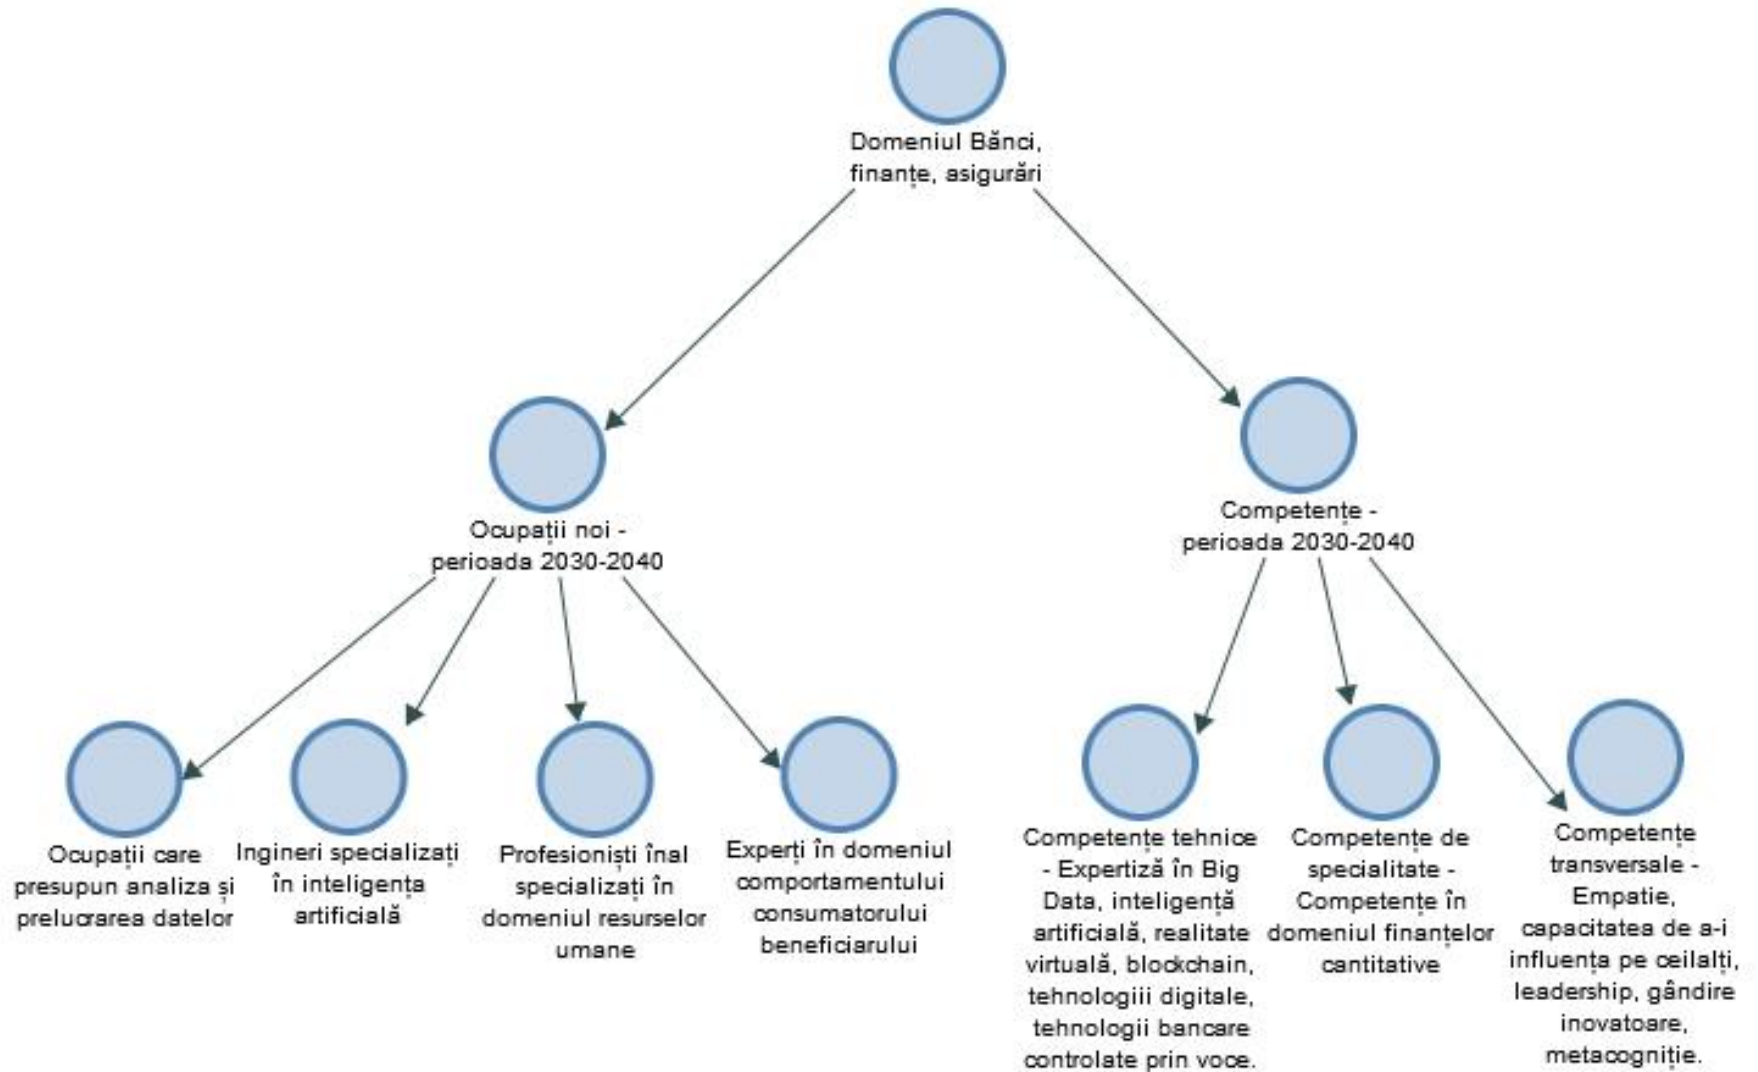 Domeniul Bănci,
finanțe, asigurări
Ocupații noi -
perioada 2030-2040
Competențe -
perioada 2030-2040
Ocupații care
presupun analiza și
prelucrarea datelor
Ingineri specializați
în inteligența
artificială
Profesioniști înal
specializați în
domeniul resurselor
umane
Experți în domeniul
comportamentului
consumatorului
beneficiarului
Competențe tehnice
- Expertiză în Big
Data, inteligență
artificială, realitate
virtuală, blockchain,
tehnologiii digitale,
tehnologii bancare
controlate prin voce.
Competențe de
specialitate -
Competențe în
domeniul finanțelor
cantitative
Competențe
transversale -
Empatie,
capacitatea de a-i
influența pe ceilalți,
leadership, gândire
inovatoare,
metacogniție.